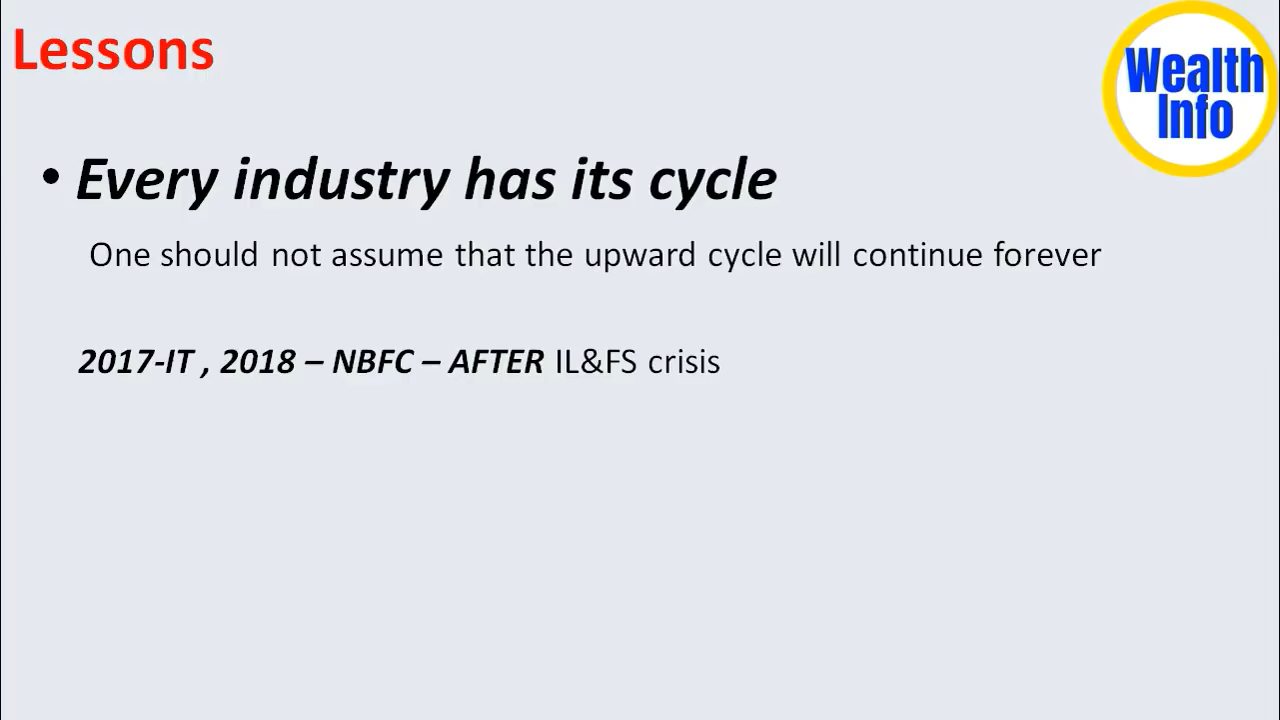 Lessons
Wealth
Info
• Every industry has its cycle
One should not assume that the upward cycle will continue forever
2017-IT , 2018 – NBFC – AFTER IL&FS crisis